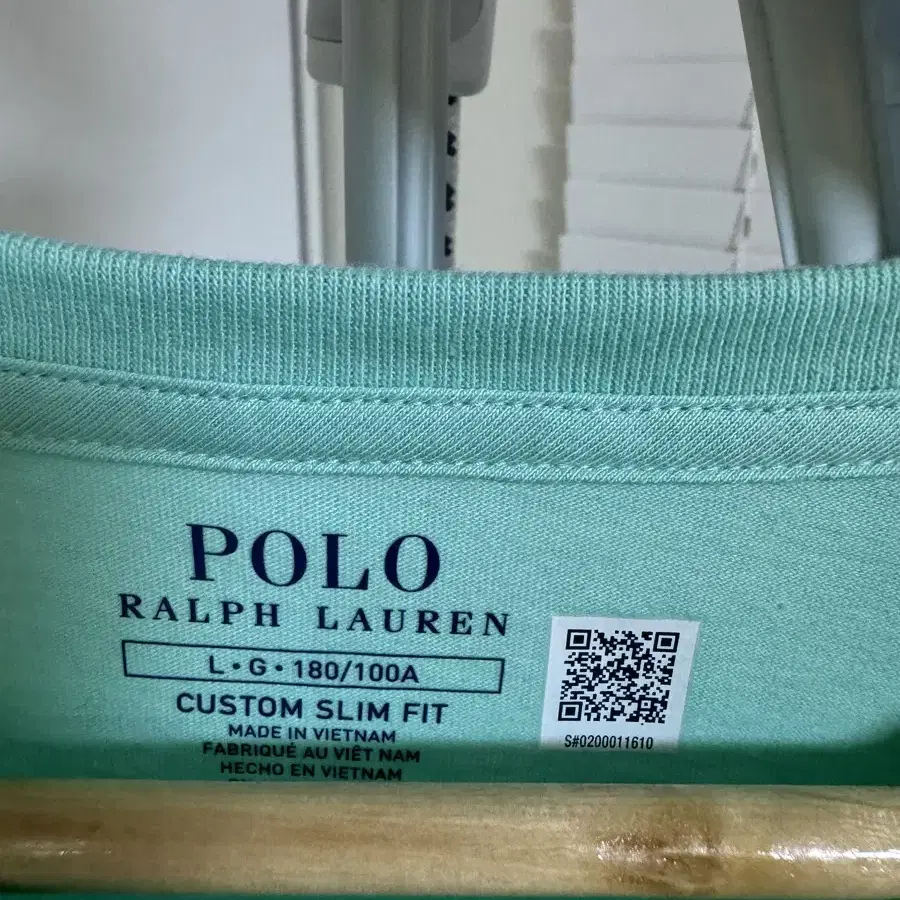 POLO
RALPH LAUREN
L•G•180/100A
CUSTOM SLIM FIT
MADE IN VIETNAM
FABRIQUÉ AU VIÊT NAM
HECHO EN VIETNAM
S#0200011610